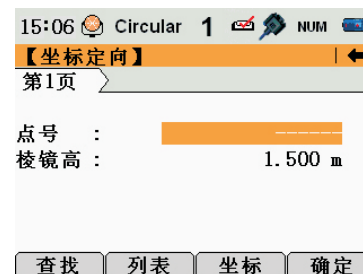 15:06 Circular 1 NUM
【坐标定向】
第1页
点号 : ------
棱镜高 : 1.500 m
查找 列表 坐标 确定